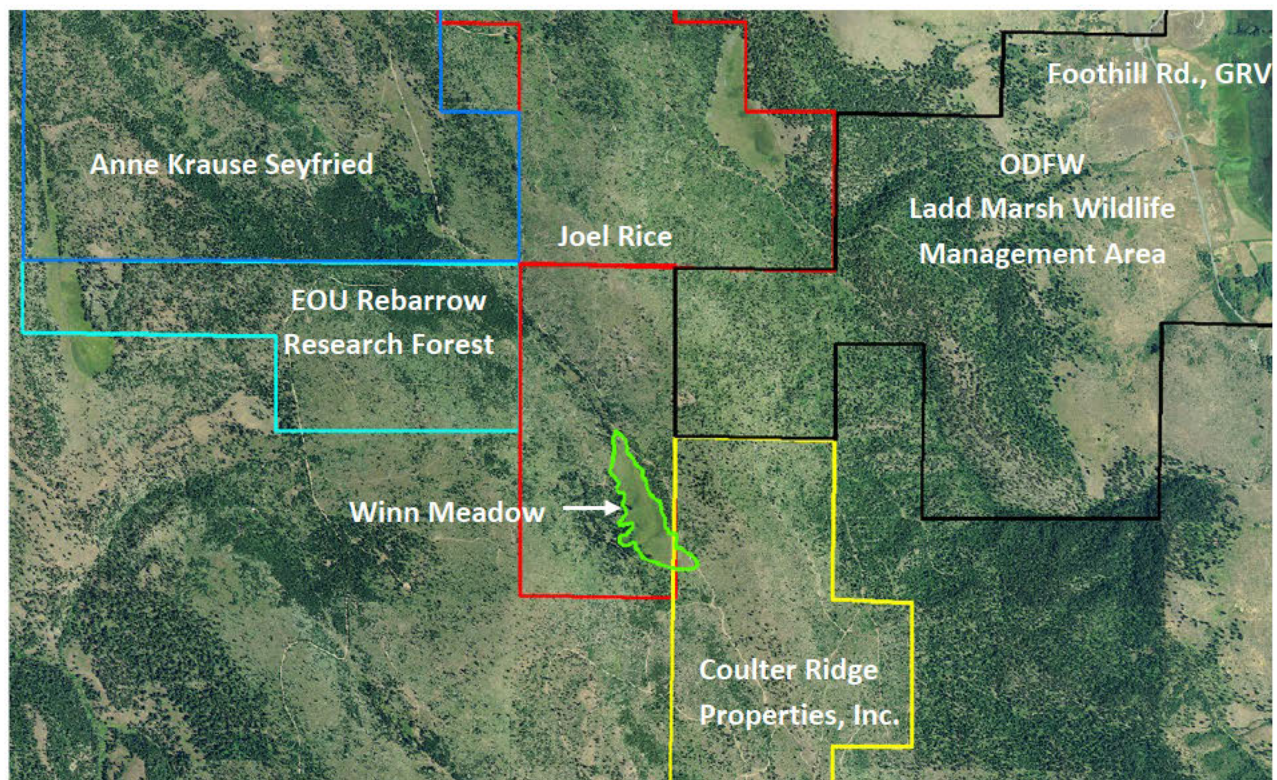 Foothill Rd., GRV
Anne Krause Seyfried
ODFW
Ladd Marsh Wildlife
Management Area
Joel Rice
EOU Rebarrow
Research Forest
Winn Meadow
Coulter Ridge
Properties, Inc.